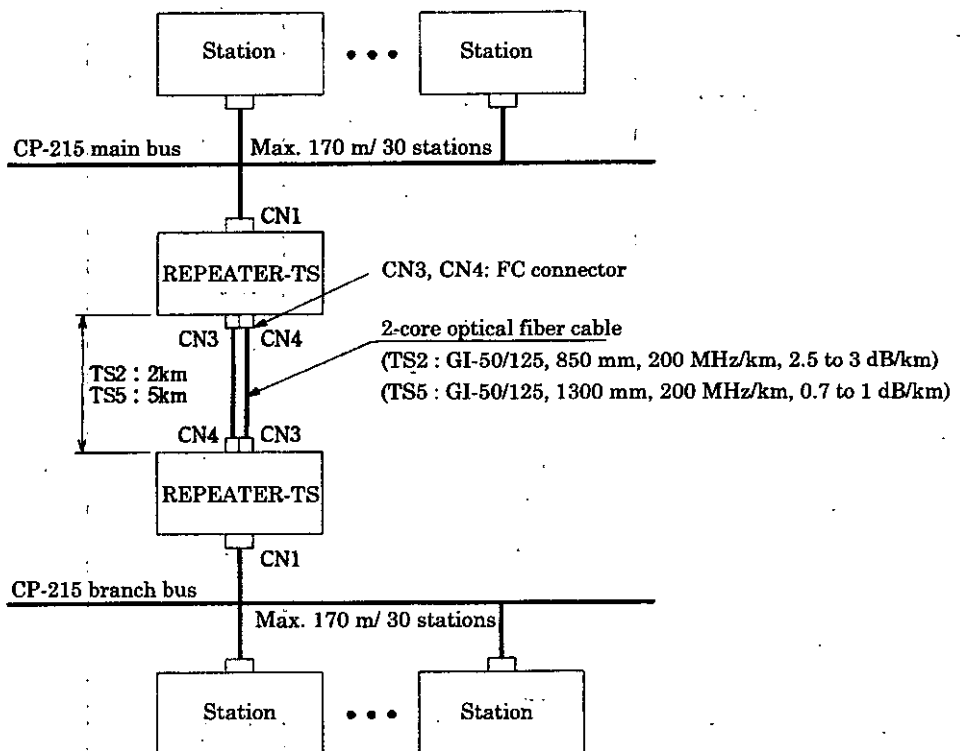 Station
Station
CP-215 main bus
Max. 170 m/ 30 stations
CN1
REPEATER-TS
CN3, CN4: FC connector
CN3
CN4
2-core optical fiber cable
(TS2 : GI-50/125, 850 mm, 200 MHz/km, 2.5 to 3 dB/km)
TS2 : 2km
TS5 : 5km
(TS5 : GI-50/125, 1300 mm, 200 MHz/km, 0.7 to 1 dB/km)
CN4
CN3
REPEATER-TS
CN1
CP-215 branch bus
Max. 170 m/ 30 stations
Station
Station